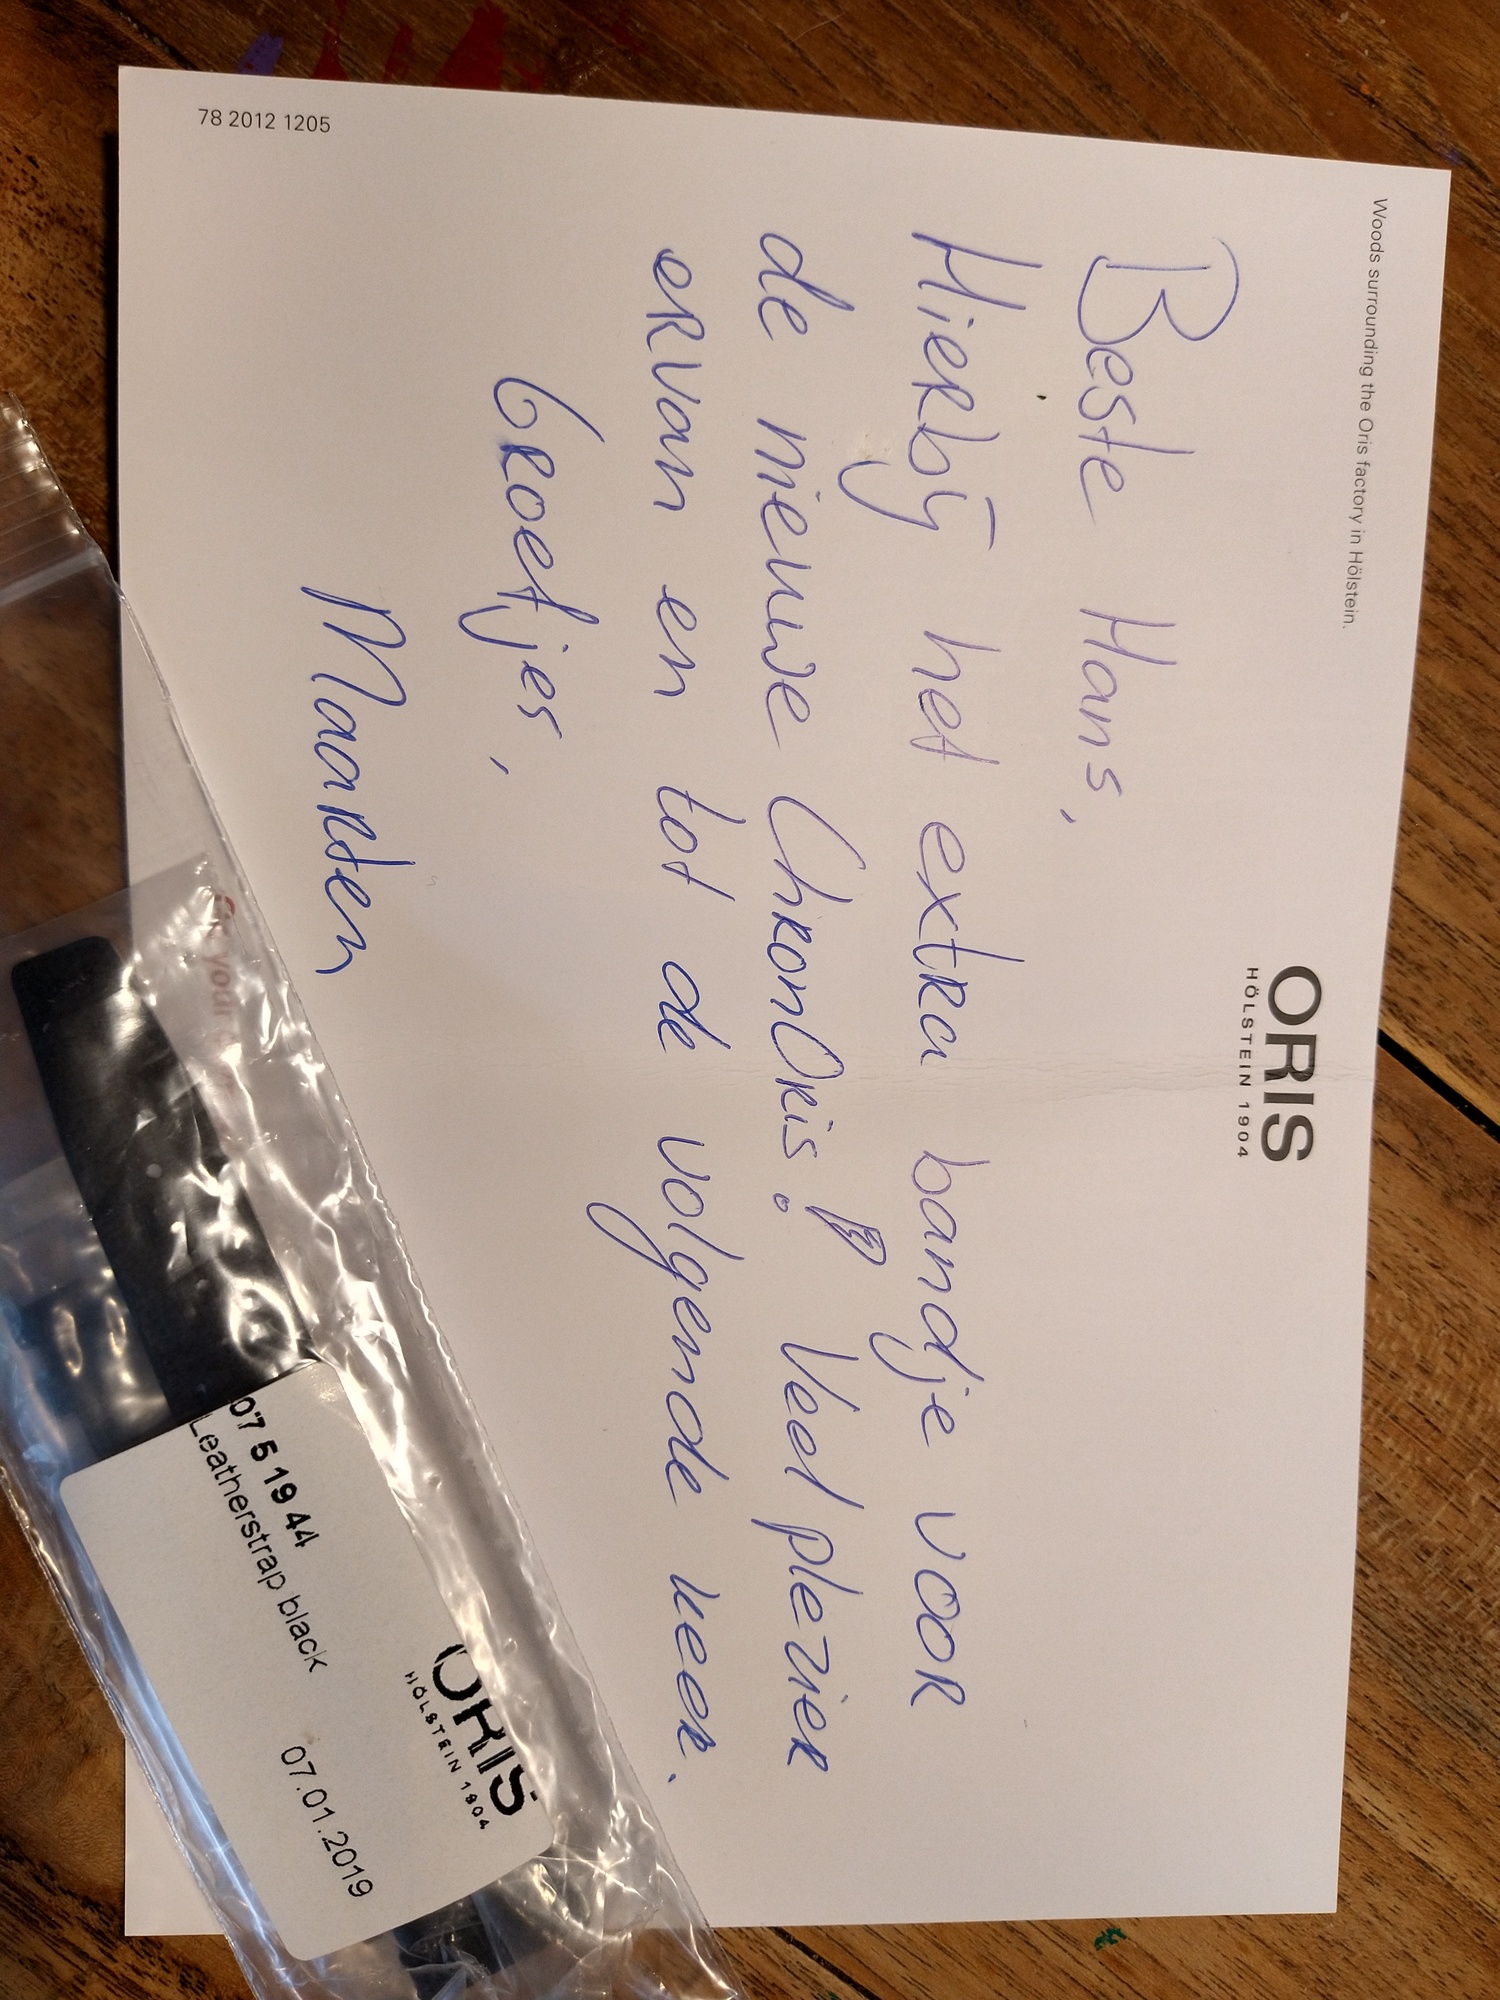 Woods surrounding the Oris factory in Hölstein.
ORIS
HÖLSTEIN 1904
Beste Hans,
Hierbij het extra bandje voor
de nieuwe ChronOris! Veel plezier
ervan en tot de volgende keer.
Groetjes,
Maarten
78 2012 1205
ORIS
HÖLSTEIN 1904
07 5 19 44
Leatherstrap black
07.01.2019
your